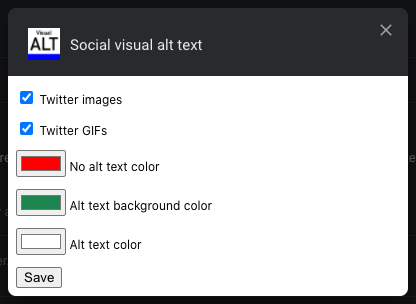 Visual
ALT
Social visual alt text
Twitter images
Twitter GIFs
No alt text color
Alt text background color
Alt text color
Save